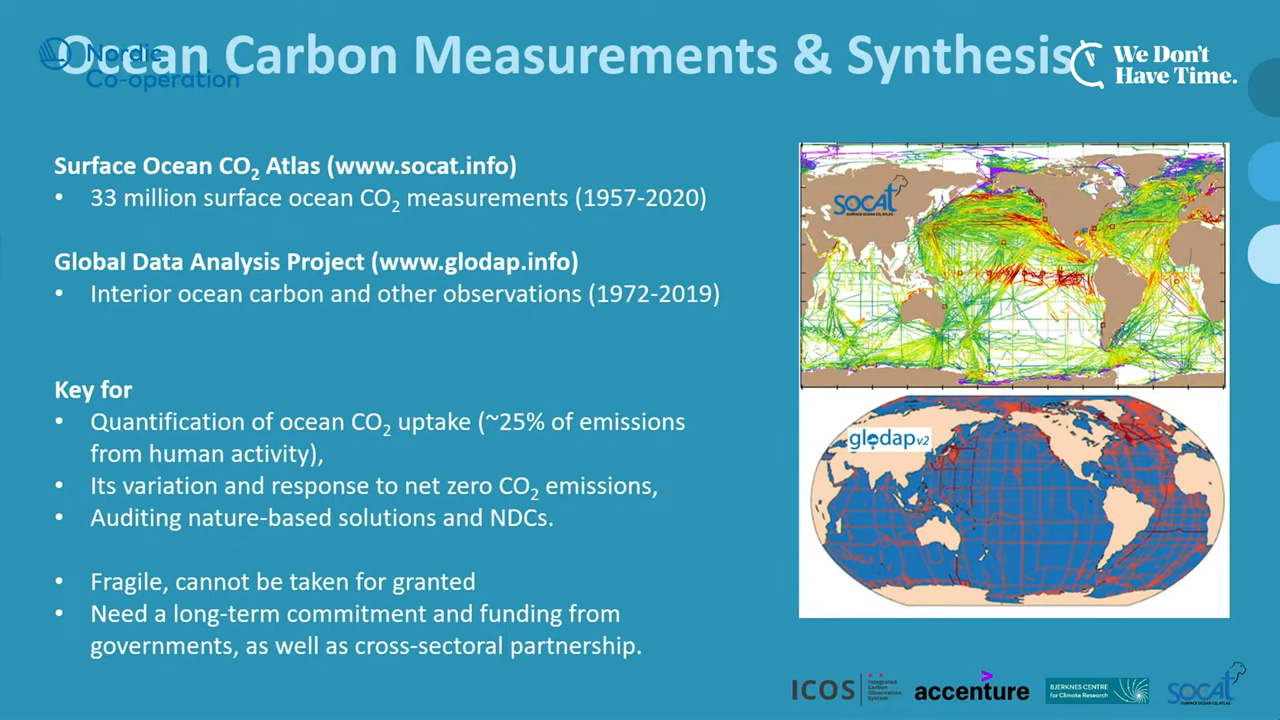 Ocean Carbon Measurements & Synthesis
Nordic
Co-operation
We Don't
Have Time.
Surface Ocean CO₂ Atlas (www.socat.info)
• 33 million surface ocean CO₂ measurements (1957-2020)
Global Data Analysis Project (www.glodap.info)
• Interior ocean carbon and other observations (1972-2019)
Key for
• Quantification of ocean CO₂ uptake (~25% of emissions
from human activity),
• Its variation and response to net zero CO₂ emissions,
• Auditing nature-based solutions and NDCs.
• Fragile, cannot be taken for granted
• Need a long-term commitment and funding from
governments, as well as cross-sectoral partnership.
SOCAT
SURFACE OCEAN CO₂ ATLAS
glodap v2
ICOS
Integrated
Carbon
Observation
System
accenture
BJERKNES CENTRE
for Climate Research
SOCAT
SURFACE OCEAN CO₂ ATLAS